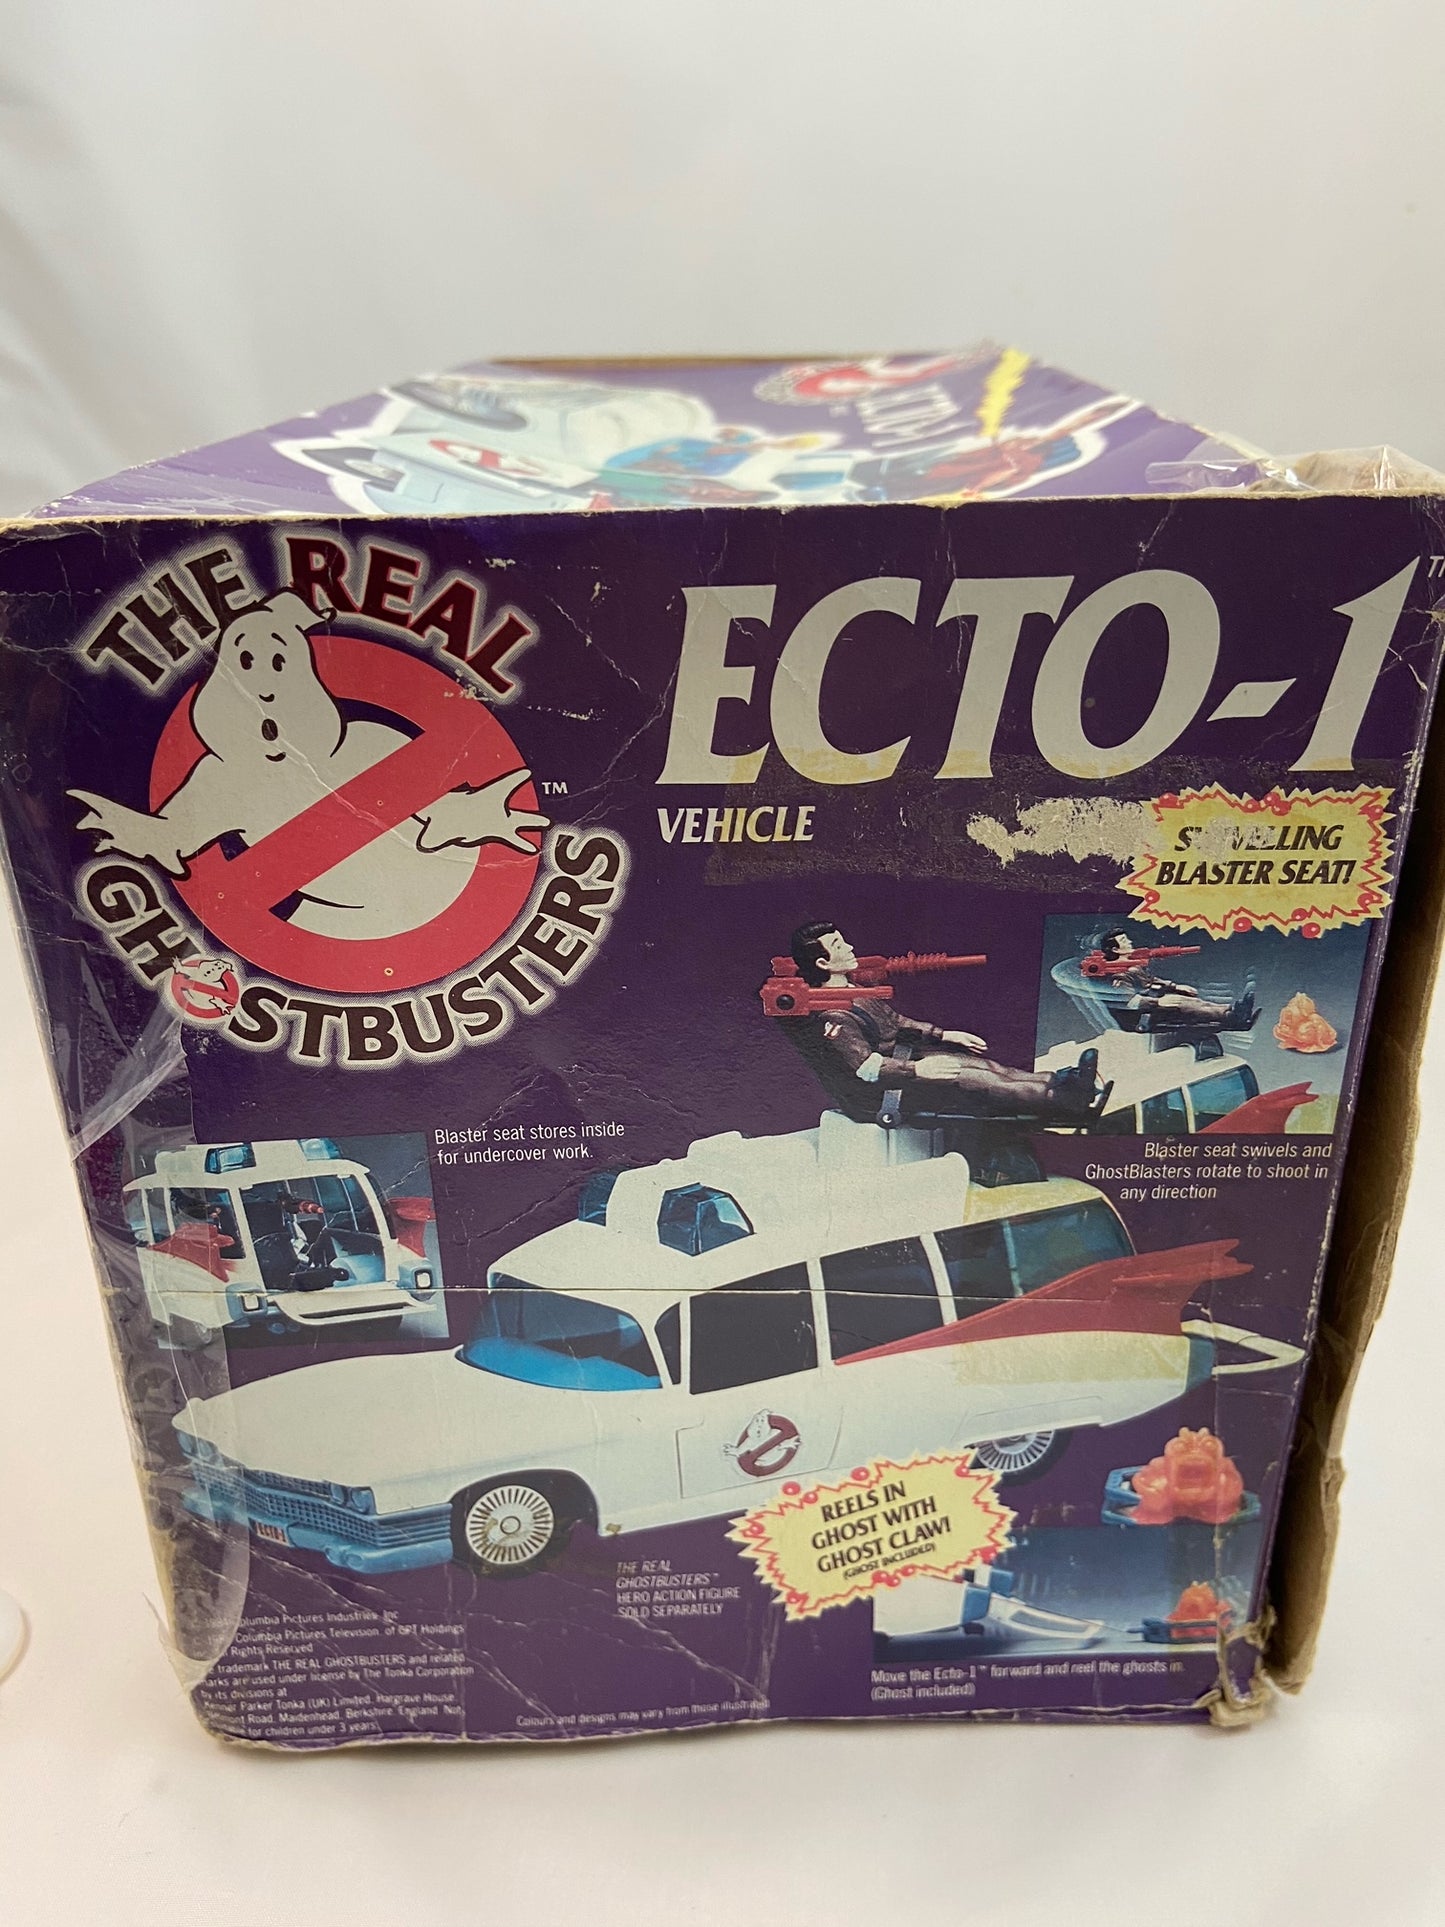 THE REAL
GHOSTBUSTERS
TM
ECTO-1
VEHICLE
BLASTER SEAT!
Blaster seat stores inside
for undercover work.
Blaster seat swivels and
GhostBlasters rotate to shoot in
any direction
REELS IN
GHOST WITH
GHOST CLAW!
(GHOST INCLUDED)
ECTO-1
THE REAL
GHOSTBUSTERS™
HERO ACTION FIGURE
SOLD SEPARATELY
Move the Ecto-1™ forward and reel the ghosts in.
(Ghost included)
Columbia Pictures Industries, Inc
Columbia Pictures Television, of GPT Holdings
Rights Reserved
trademark THE REAL GHOSTBUSTERS and related
are used under license by The Tonka Corporation
by its divisions at
Parker Tonka (UK) Limited, Hargrave House,
Road, Maidenhead, Berkshire, England. Not
for children under 3 years.
Colours and designs may vary from those illustrated